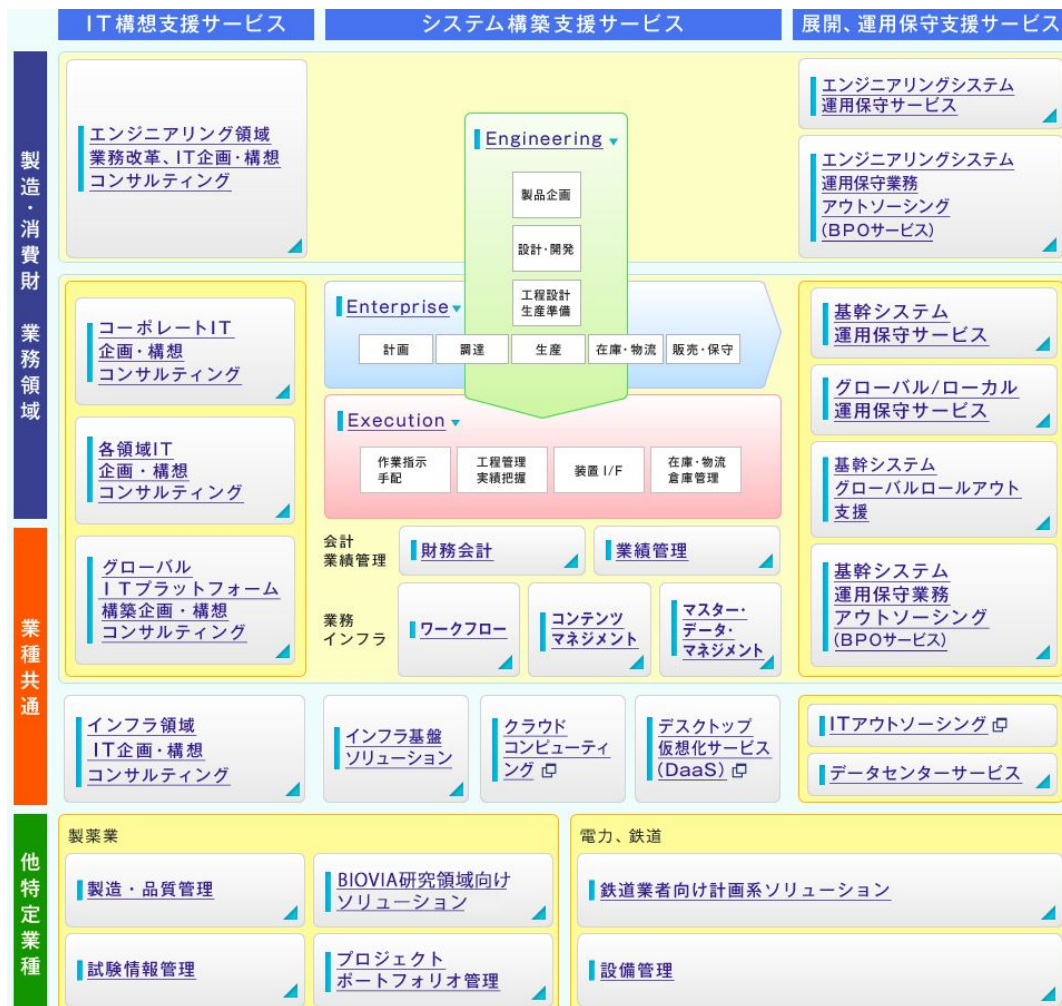 IT構想支援サービス
システム構築支援サービス
展開、運用保守支援サービス
製造・消費財 業務領域
エンジニアリング領域
業務改革、IT企画・構想
コンサルティング
Engineering
製品企画
設計・開発
工程設計
生産準備
エンジニアリングシステム
運用保守サービス
エンジニアリングシステム
運用保守業務
アウトソーシング
(BPOサービス)
コーポレートIT
企画・構想
コンサルティング
各領域IT
企画・構想
コンサルティング
Enterprise
計画
調達
生産
在庫・物流
販売・保守
Execution
作業指示
手配
工程管理
実績把握
装置 I/F
在庫・物流
倉庫管理
基幹システム
運用保守サービス
グローバル/ローカル
運用保守サービス
基幹システム
グローバルロールアウト
支援
業種共通
グローバル
ITプラットフォーム
構築企画・構想
コンサルティング
会計
業績管理
財務会計
業績管理
業務
インフラ
ワークフロー
コンテンツ
マネジメント
マスター・
データ・
マネジメント
基幹システム
運用保守業務
アウトソーシング
(BPOサービス)
インフラ領域
IT企画・構想
コンサルティング
インフラ基盤
ソリューション
クラウド
コンピューティ
ング
デスクトップ
仮想化サービス
(DaaS)
ITアウトソーシング
データセンターサービス
他特定業種
製薬業
製造・品質管理
BIOVIA研究領域向け
ソリューション
試験情報管理
プロジェクト
ポートフォリオ管理
電力、鉄道
鉄道業者向け計画系ソリューション
設備管理